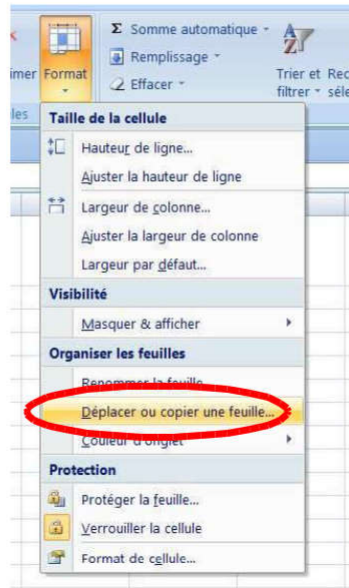 Σ Somme automatique
Remplissage
Effacer
imer Format
Trier et Rec
filtrer séle
les
Taille de la cellule
Hauteur de ligne...
Ajuster la hauteur de ligne
Largeur de colonne...
Ajuster la largeur de colonne
Largeur par défaut...
Visibilité
Masquer & afficher
Organiser les feuilles
Renommer la feuille
Déplacer ou copier une feuille...
Couleur d'onglet
Protection
Protéger la feuille...
Verrouiller la cellule
Format de cellule...